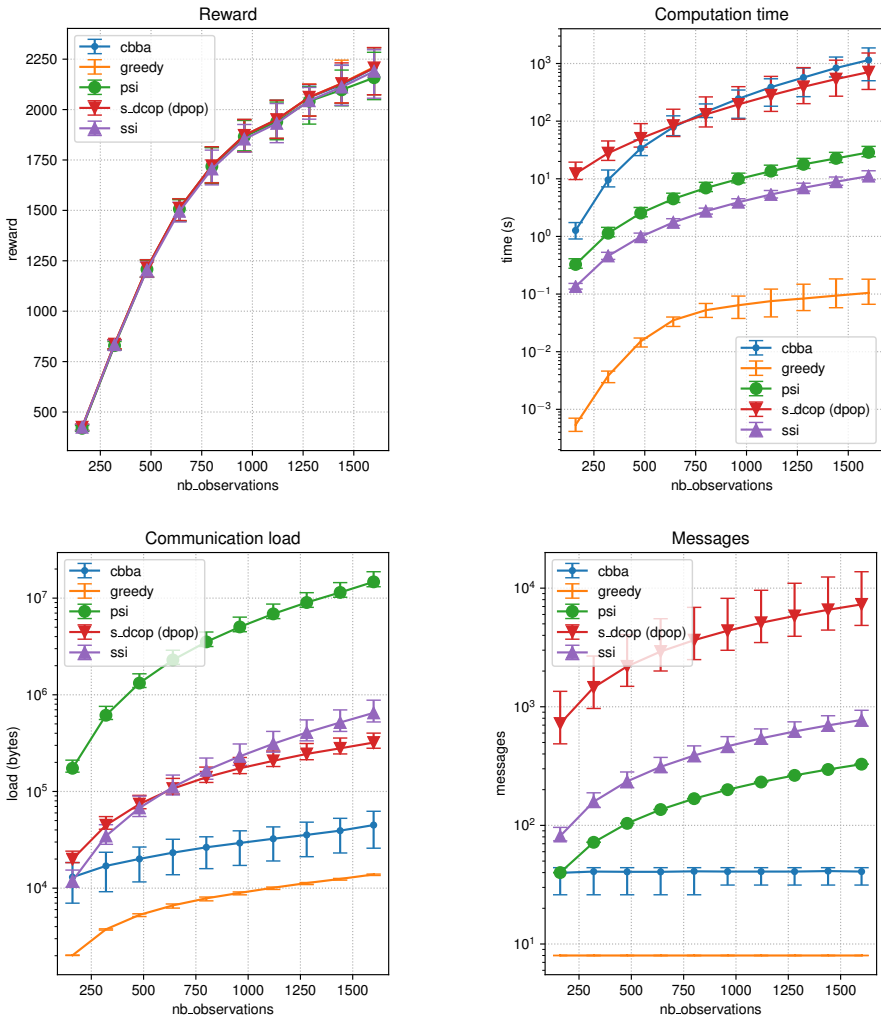 Reward
2250
2000
1750
1500
1250
1000
750
500
250 500 750 1000 1250 1500
reward
nb_observations
cbba
greedy
psi
s_dcop (dpop)
ssi
Computation time
10³
10²
10¹
10⁰
10⁻¹
10⁻²
10⁻³
250 500 750 1000 1250 1500
time (s)
nb_observations
cbba
greedy
psi
s_dcop (dpop)
ssi
Communication load
10⁷
10⁶
10⁵
10⁴
250 500 750 1000 1250 1500
load (bytes)
nb_observations
cbba
greedy
psi
s_dcop (dpop)
ssi
Messages
10⁴
10³
10²
10¹
250 500 750 1000 1250 1500
messages
nb_observations
cbba
greedy
psi
s_dcop (dpop)
ssi